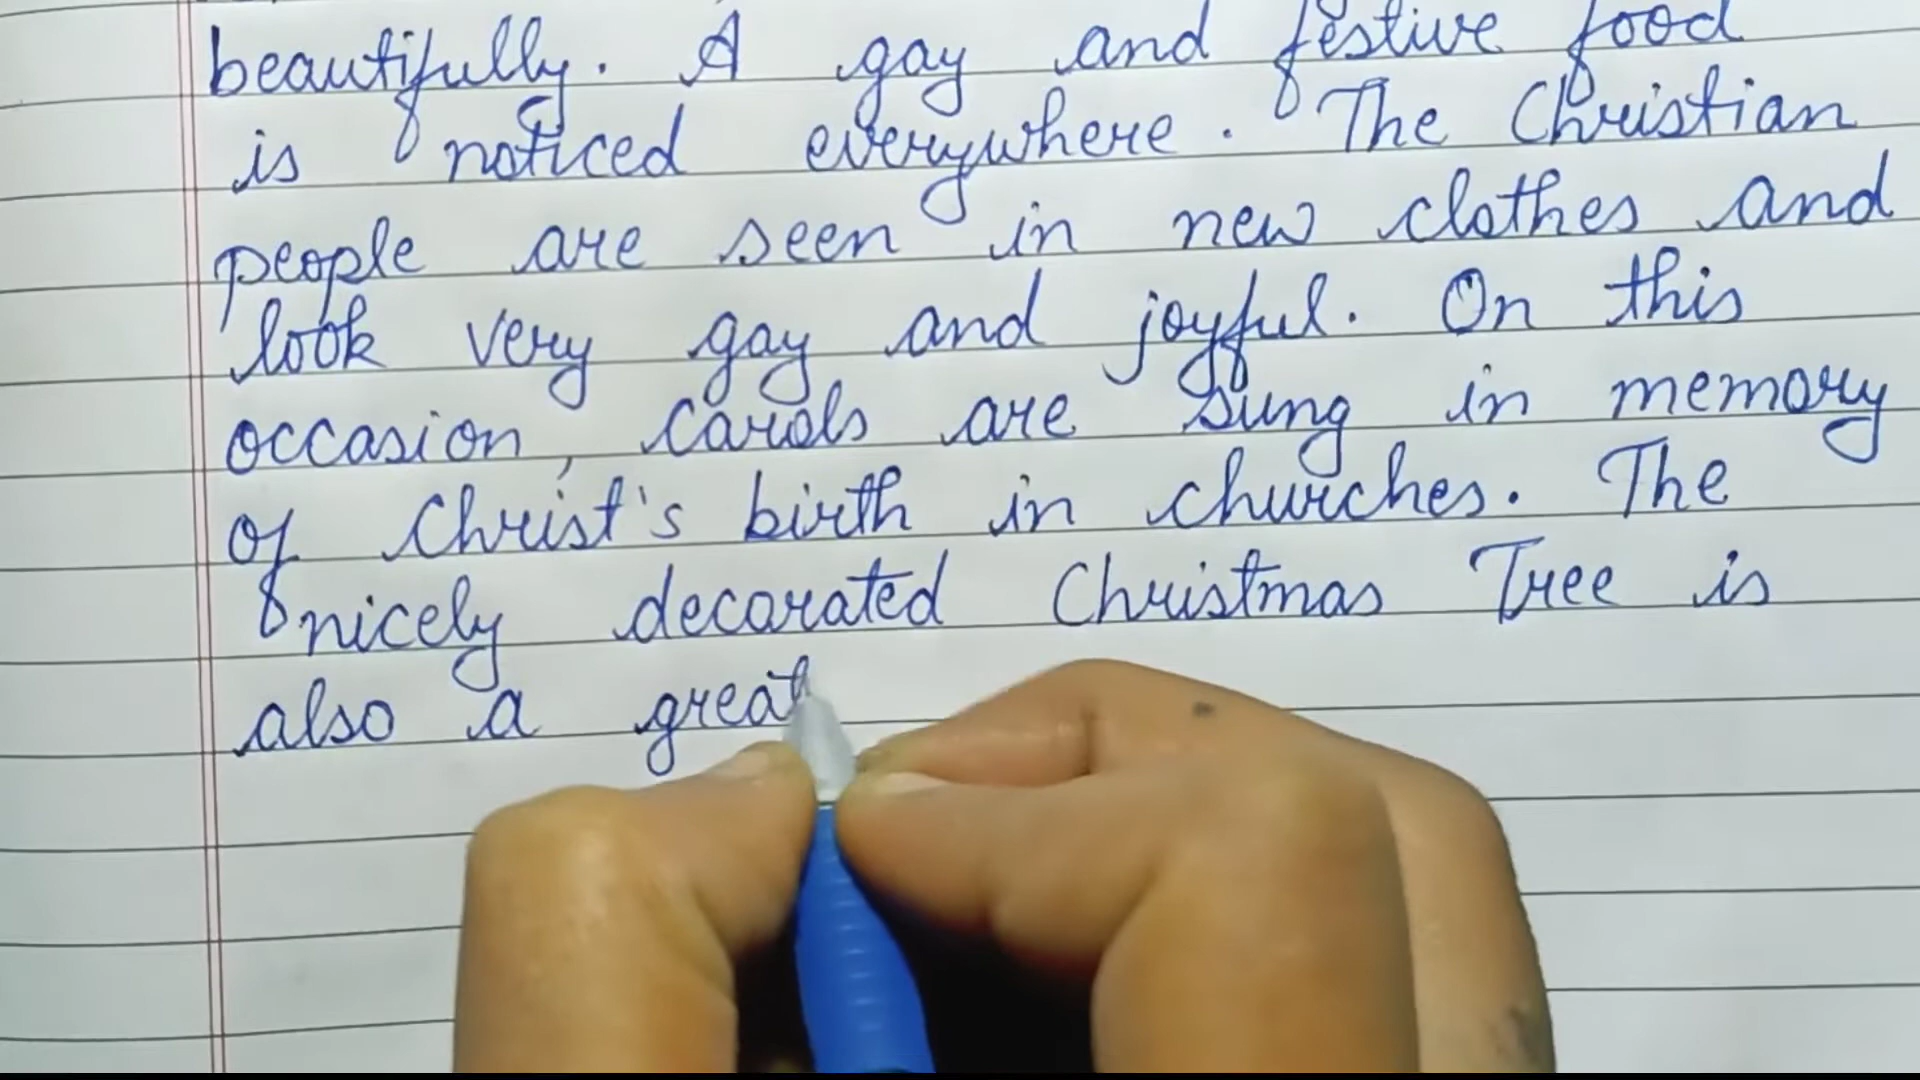 beautifully. A gay and festive food
is noticed everywhere. The Christian
people are seen in new clothes and
look very gay and joyful. On this
occasion, carols are sung in memory
of Christ's birth in churches. The
nicely decorated Christmas Tree is
also a great